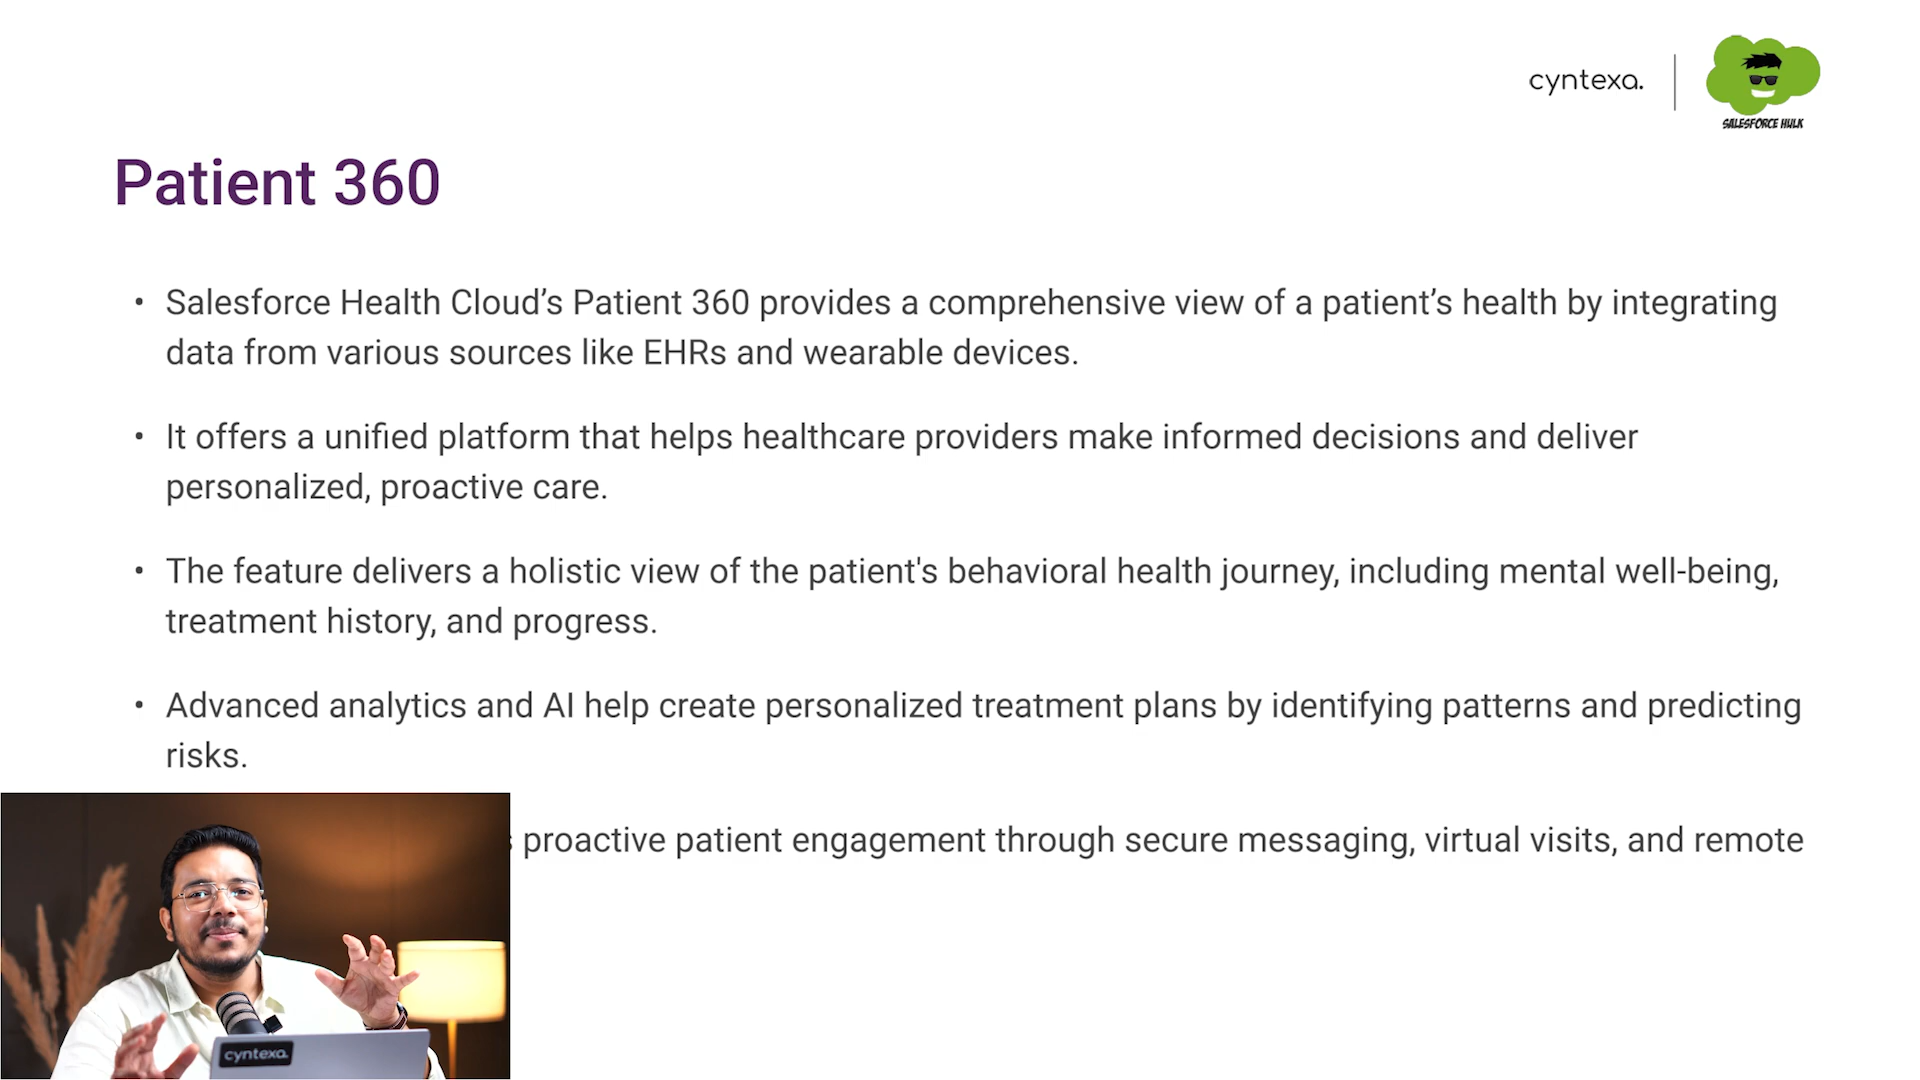 cyntexa.
SALESFORCE HULK
Patient 360
• Salesforce Health Cloud’s Patient 360 provides a comprehensive view of a patient’s health by integrating
data from various sources like EHRs and wearable devices.
• It offers a unified platform that helps healthcare providers make informed decisions and deliver
personalized, proactive care.
• The feature delivers a holistic view of the patient's behavioral health journey, including mental well-being,
treatment history, and progress.
• Advanced analytics and AI help create personalized treatment plans by identifying patterns and predicting
risks.
proactive patient engagement through secure messaging, virtual visits, and remote
cyntexa.